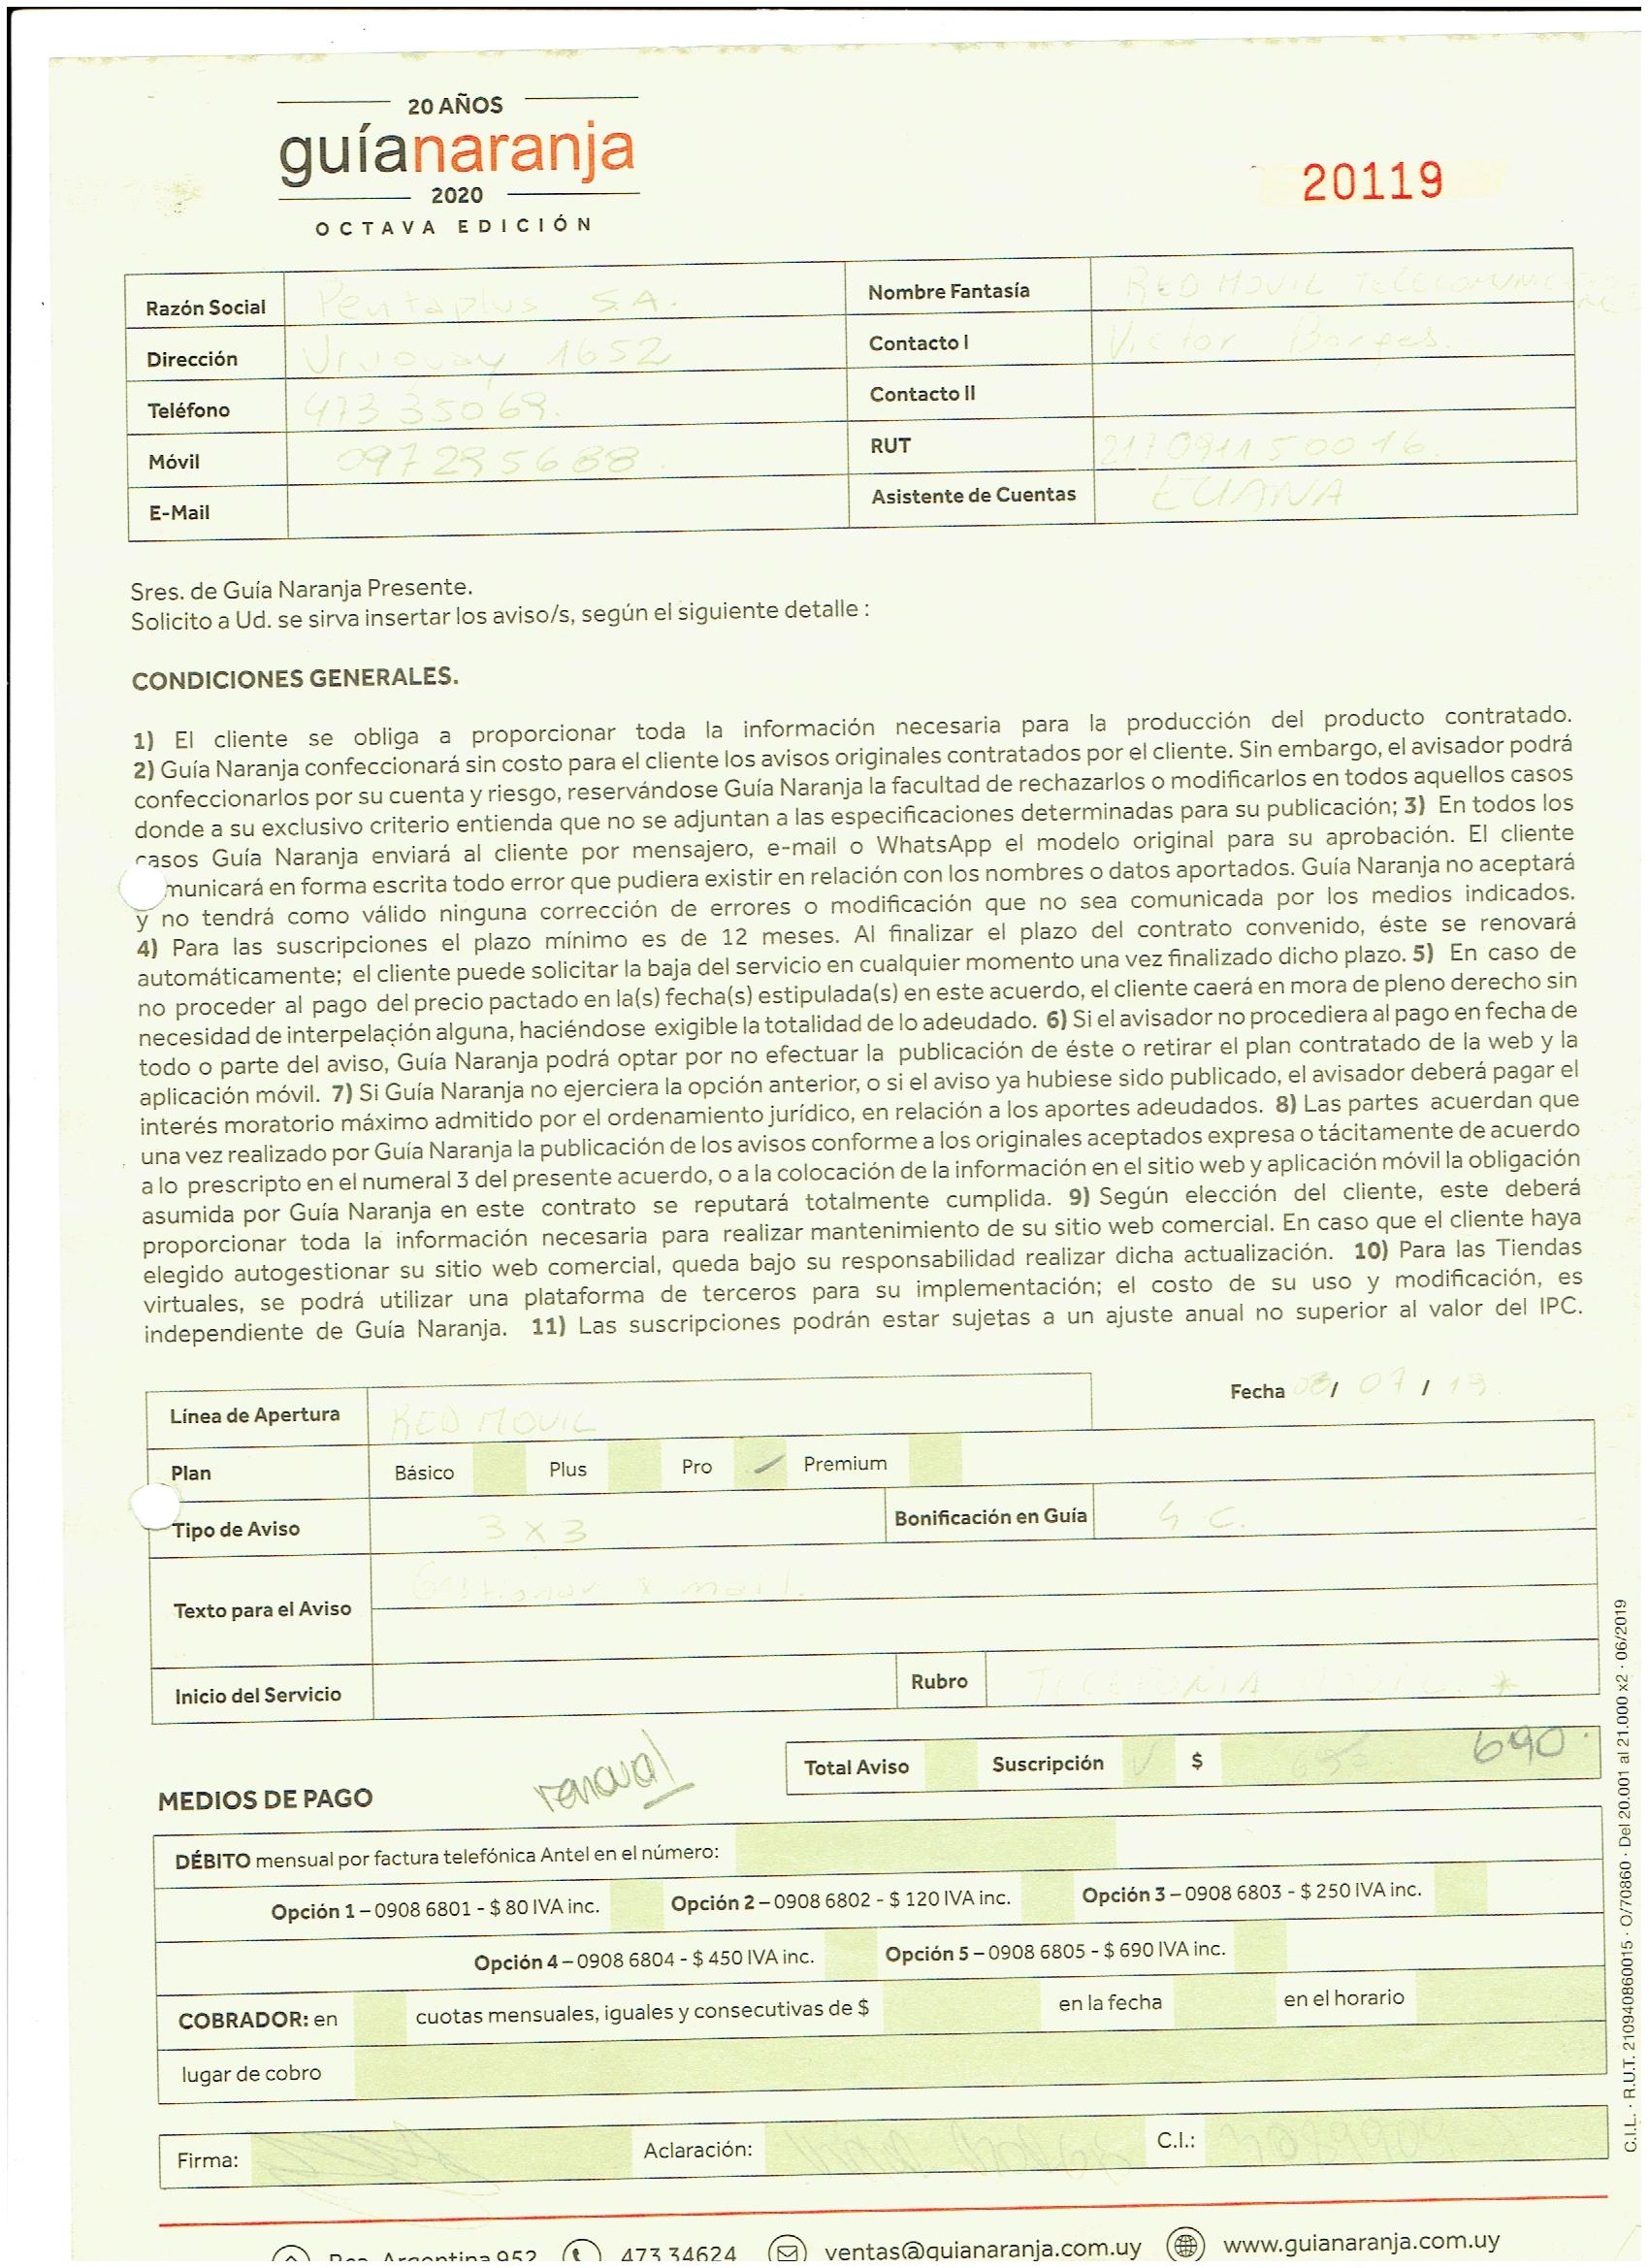 20 AÑOS
guíanaranja
2020
OCTAVA EDICIÓN
20119
Razón Social Pentaplus S.A. Nombre Fantasía RED MOVIL
Dirección Uruguay 1652 Contacto I Victor Borges.
Teléfono 473 35069. Contacto II
Móvil 097295688. RUT
E-Mail Asistente de Cuentas
Sres. de Guía Naranja Presente.
Solicito a Ud. se sirva insertar los aviso/s, según el siguiente detalle :
CONDICIONES GENERALES.
1) El cliente se obliga a proporcionar toda la información necesaria para la producción del producto contratado.
2) Guía Naranja confeccionará sin costo para el cliente los avisos originales contratados por el cliente. Sin embargo, el avisador podrá
confeccionarlos por su cuenta y riesgo, reservándose Guía Naranja la facultad de rechazarlos o modificarlos en todos aquellos casos
donde a su exclusivo criterio entienda que no se adjuntan a las especificaciones determinadas para su publicación; 3) En todos los
casos Guía Naranja enviará al cliente por mensajero, e-mail o WhatsApp el modelo original para su aprobación. El cliente
municará en forma escrita todo error que pudiera existir en relación con los nombres o datos aportados. Guía Naranja no aceptará
y no tendrá como válido ninguna corrección de errores o modificación que no sea comunicada por los medios indicados.
4) Para las suscripciones el plazo mínimo es de 12 meses. Al finalizar el plazo del contrato convenido, éste se renovará
automáticamente; el cliente puede solicitar la baja del servicio en cualquier momento una vez finalizado dicho plazo. 5) En caso de
no proceder al pago del precio pactado en la(s) fecha(s) estipulada(s) en este acuerdo, el cliente caerá en mora de pleno derecho sin
necesidad de interpelación alguna, haciéndose exigible la totalidad de lo adeudado. 6) Si el avisador no procediera al pago en fecha de
todo o parte del aviso, Guía Naranja podrá optar por no efectuar la publicación de éste o retirar el plan contratado de la web y la
aplicación móvil. 7) Si Guía Naranja no ejerciera la opción anterior, o si el aviso ya hubiese sido publicado, el avisador deberá pagar el
interés moratorio máximo admitido por el ordenamiento jurídico, en relación a los aportes adeudados. 8) Las partes acuerdan que
una vez realizado por Guía Naranja la publicación de los avisos conforme a los originales aceptados expresa o tácitamente de acuerdo
a lo prescripto en el numeral 3 del presente acuerdo, o a la colocación de la información en el sitio web y aplicación móvil la obligación
asumida por Guía Naranja en este contrato se reputará totalmente cumplida. 9) Según elección del cliente, este deberá
proporcionar toda la información necesaria para realizar mantenimiento de su sitio web comercial. En caso que el cliente haya
elegido autogestionar su sitio web comercial, queda bajo su responsabilidad realizar dicha actualización. 10) Para las Tiendas
virtuales, se podrá utilizar una plataforma de terceros para su implementación; el costo de su uso y modificación, es
independiente de Guía Naranja. 11) Las suscripciones podrán estar sujetas a un ajuste anual no superior al valor del IPC.
Fecha 08/ 07 / 19
Línea de Apertura RED MOVIL
Plan Básico Plus Pro Premium
Tipo de Aviso 3 x 3 Bonificación en Guía
Texto para el Aviso Gestionar x mail.
Inicio del Servicio Rubro
Total Aviso Suscripción $ 690
renova
MEDIOS DE PAGO
DÉBITO mensual por factura telefónica Antel en el número:
Opción 1 – 0908 6801 - $ 80 IVA inc. Opción 2 – 0908 6802 - $ 120 IVA inc. Opción 3 – 0908 6803 - $ 250 IVA inc.
Opción 4 – 0908 6804 - $ 450 IVA inc. Opción 5 – 0908 6805 - $ 690 IVA inc.
COBRADOR: en cuotas mensuales, iguales y consecutivas de $ en la fecha en el horario
lugar de cobro
Firma: Aclaración: C.I.:
Argentina 952 473 34624 ventas@guianaranja.com.uy www.guianaranja.com.uy
C.I.L. · R.U.T. 210940860015 · O/70860 · Del 20.001 al 21.000 x2 · 06/2019